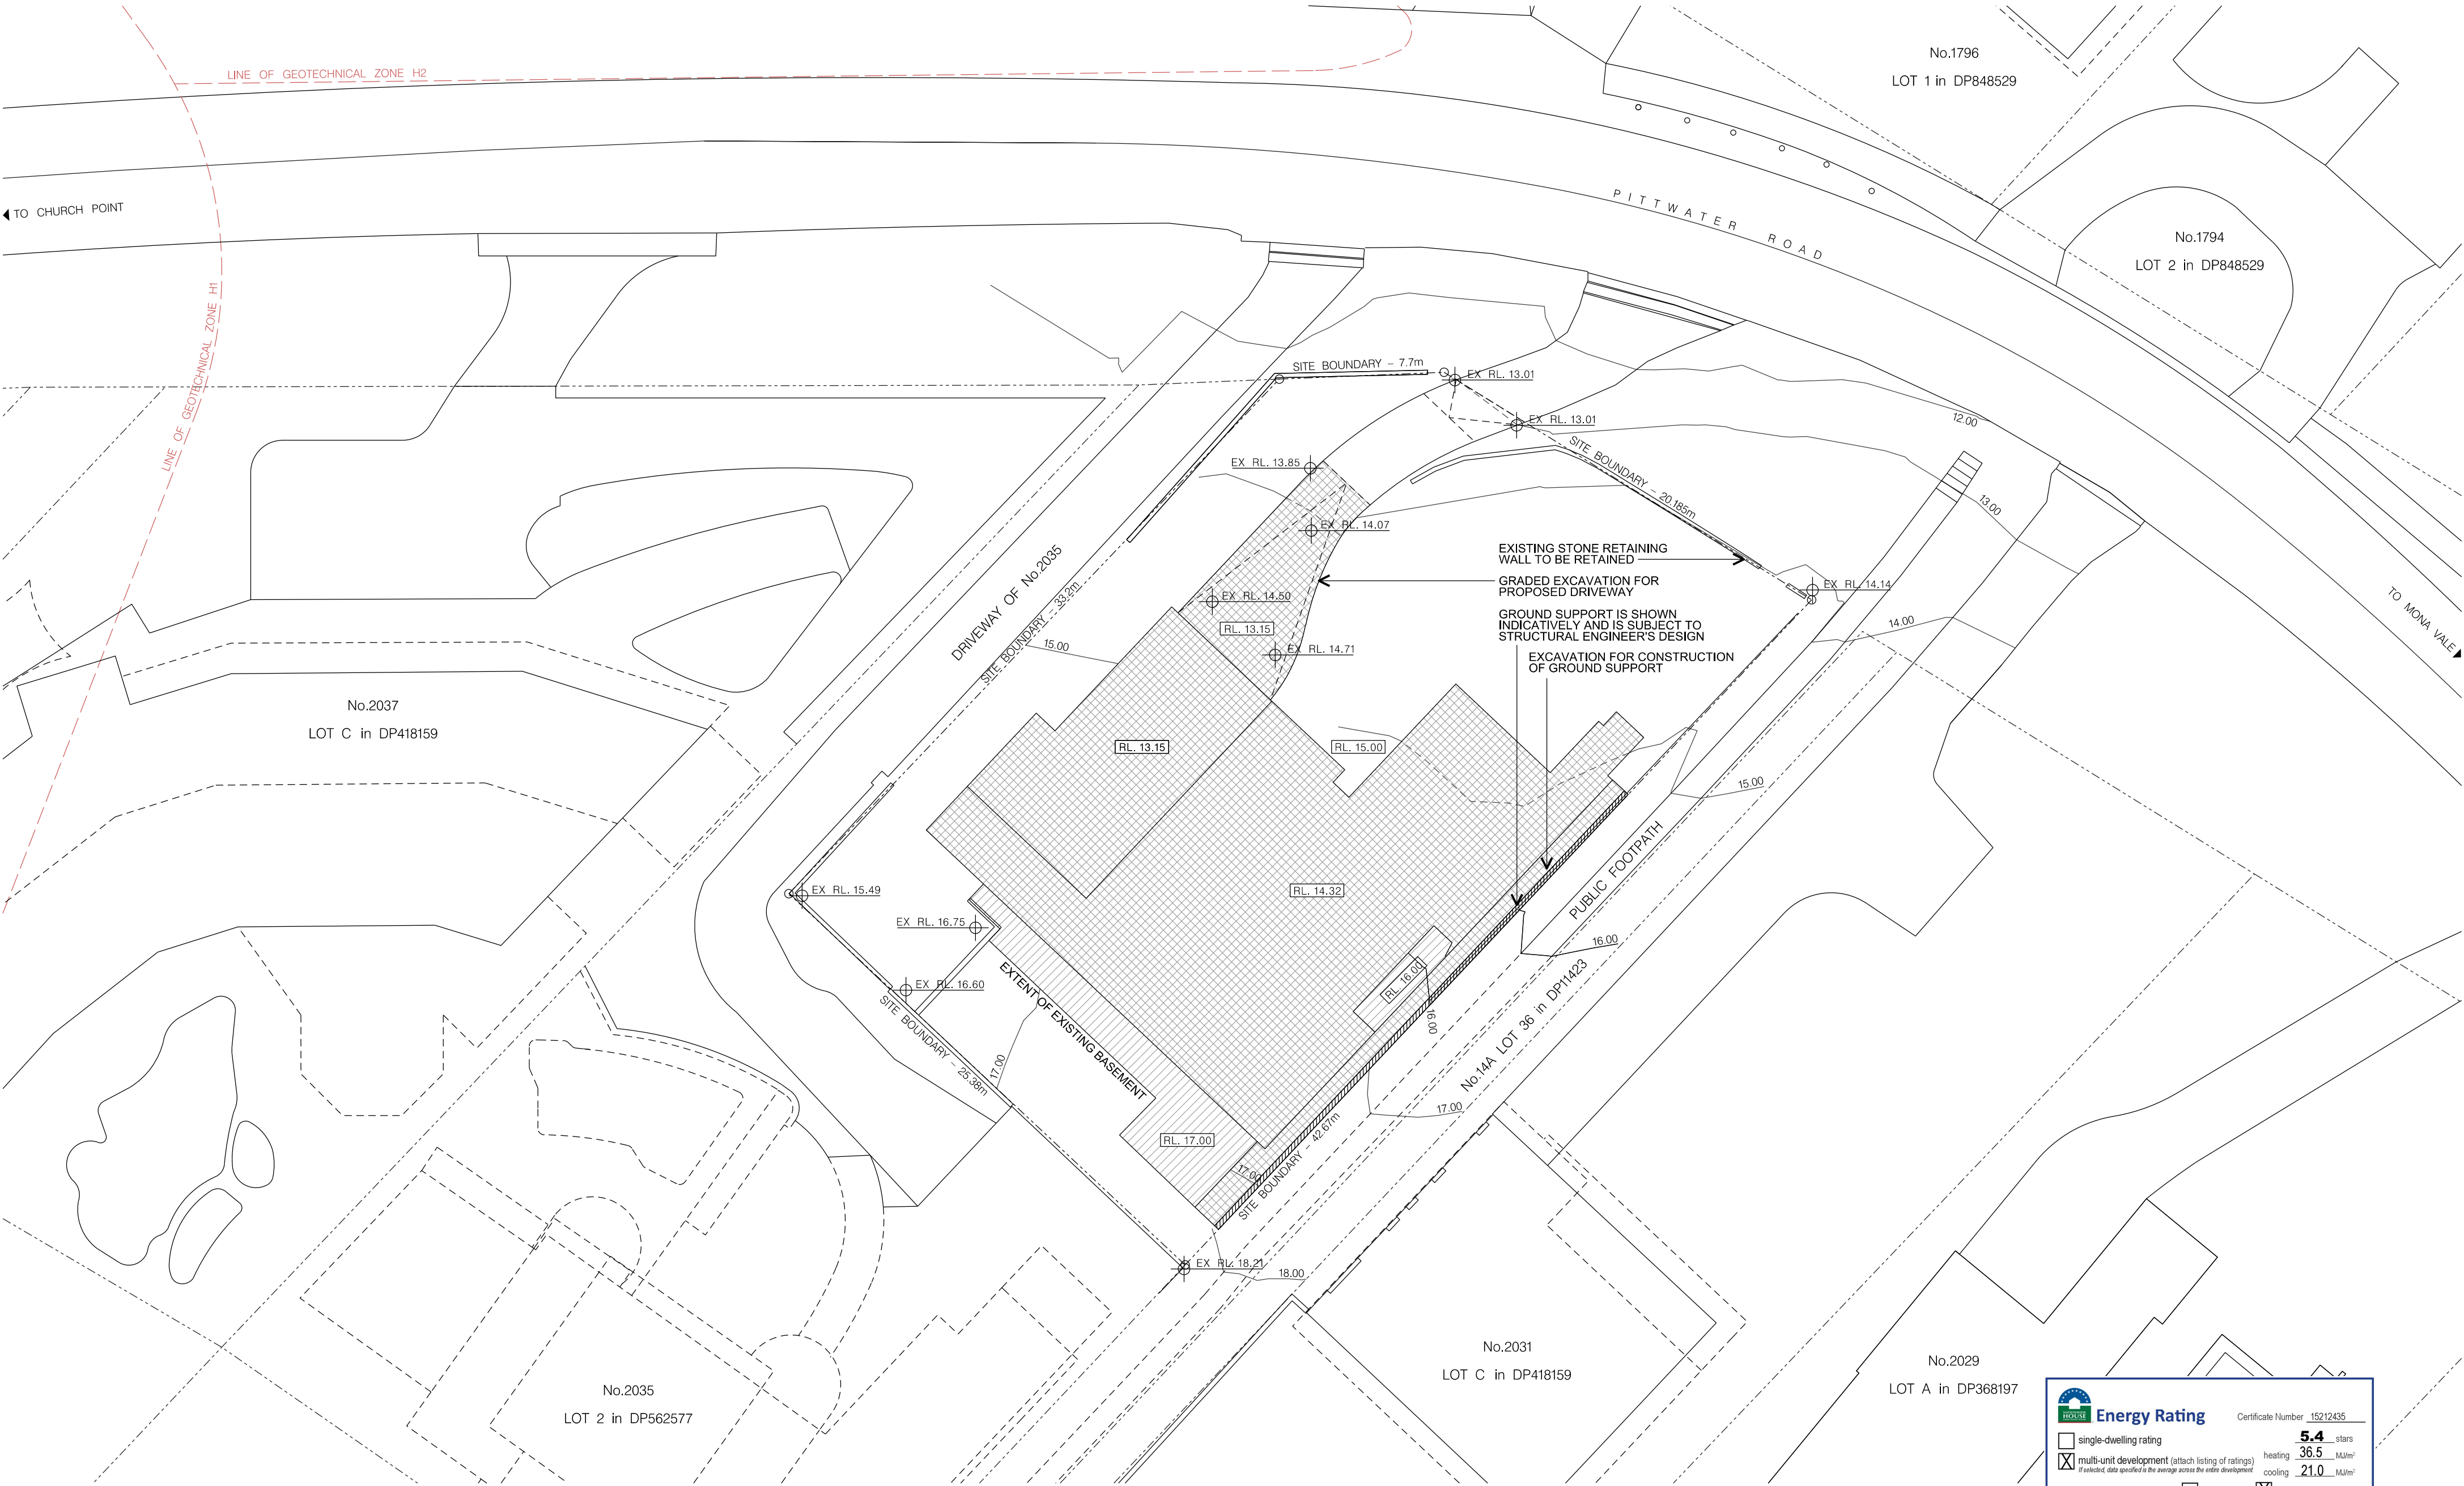 No.1796
LOT 1 in DP848529
LINE OF GEOTECHNICAL ZONE H2
TO CHURCH POINT
PITTWATER ROAD
No.1794
LOT 2 in DP848529
LINE OF GEOTECHNICAL ZONE H1
SITE BOUNDARY - 7.7m
EX RL. 13.01
EX RL. 13.01
12.00
SITE BOUNDARY - 20.185m
EX RL. 13.85
13.00
EX RL. 14.07
EXISTING STONE RETAINING
WALL TO BE RETAINED
GRADED EXCAVATION FOR
PROPOSED DRIVEWAY
GROUND SUPPORT IS SHOWN
INDICATIVELY AND IS SUBJECT TO
STRUCTURAL ENGINEER'S DESIGN
EXCAVATION FOR CONSTRUCTION
OF GROUND SUPPORT
EX RL. 14.14
TO MONA VALE
DRIVEWAY OF No.2035
SITE BOUNDARY - 33.2m
EX RL. 14.50
RL. 13.15
14.00
15.00
EX RL. 14.71
No.2037
LOT C in DP418159
RL. 13.15
RL. 15.00
15.00
PUBLIC FOOTPATH
EX RL. 15.49
RL. 14.32
EX RL. 16.75
16.00
EXTENT OF EXISTING BASEMENT
RL. 16.00
EX RL. 16.60
16.00
No.14A LOT 36 in DP11423
SITE BOUNDARY - 25.38m
17.00
17.00
RL. 17.00
SITE BOUNDARY - 42.67m
17.00
EX RL. 18.21
18.00
No.2031
LOT C in DP418159
No.2029
LOT A in DP368197
No.2035
LOT 2 in DP562577
HOUSE
Energy Rating
Certificate Number 15212435
single-dwelling rating
5.4 stars
multi-unit development (attach listing of ratings)
heating 36.5 MJ/m²
If selected, data specified is the average across the entire development
cooling 21.0 MJ/m²